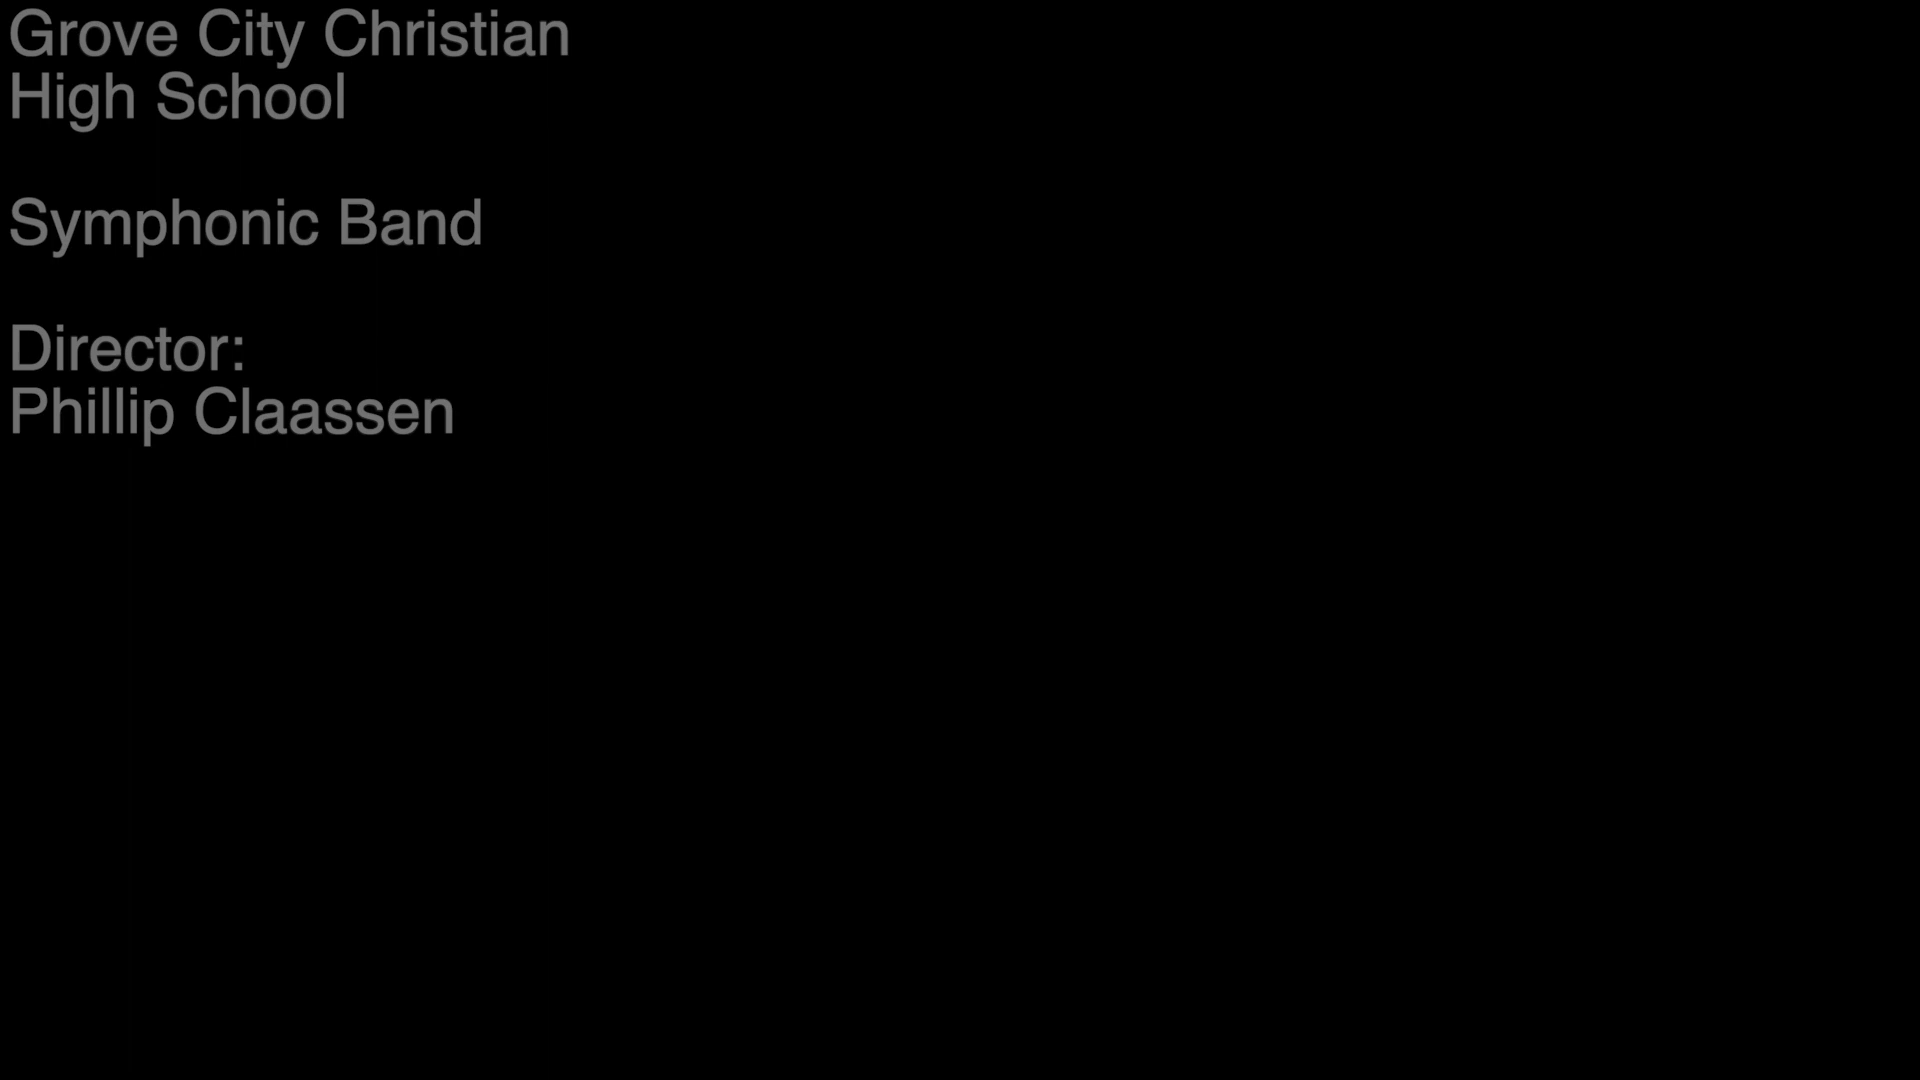 Grove City Christian
High School
Symphonic Band
Director:
Phillip Claassen